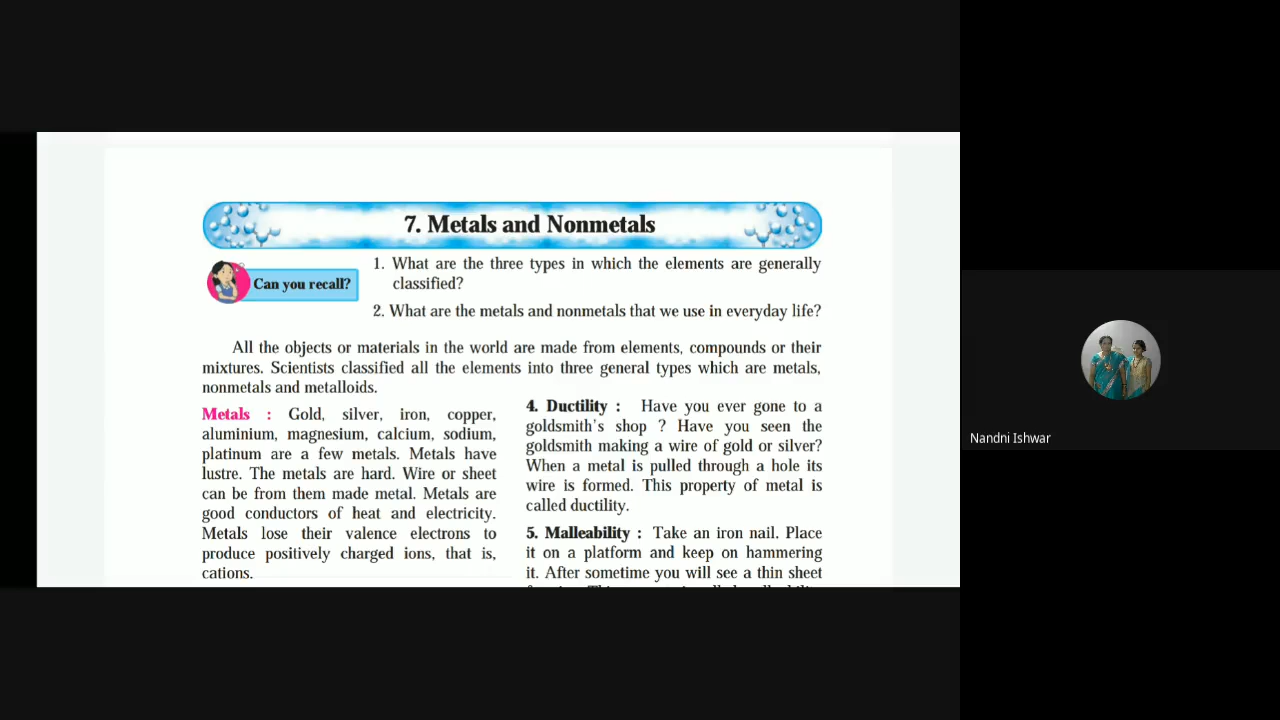 7. Metals and Nonmetals
Can you recall?
1. What are the three types in which the elements are generally
classified?
2. What are the metals and nonmetals that we use in everyday life?
All the objects or materials in the world are made from elements, compounds or their
mixtures. Scientists classified all the elements into three general types which are metals,
nonmetals and metalloids.
Metals : Gold, silver, iron, copper,
aluminium, magnesium, calcium, sodium,
platinum are a few metals. Metals have
lustre. The metals are hard. Wire or sheet
can be from them made metal. Metals are
good conductors of heat and electricity.
Metals lose their valence electrons to
produce positively charged ions, that is,
cations.
4. Ductility : Have you ever gone to a
goldsmith's shop ? Have you seen the
goldsmith making a wire of gold or silver?
When a metal is pulled through a hole its
wire is formed. This property of metal is
called ductility.
5. Malleability : Take an iron nail. Place
it on a platform and keep on hammering
it. After sometime you will see a thin sheet
Nandni Ishwar